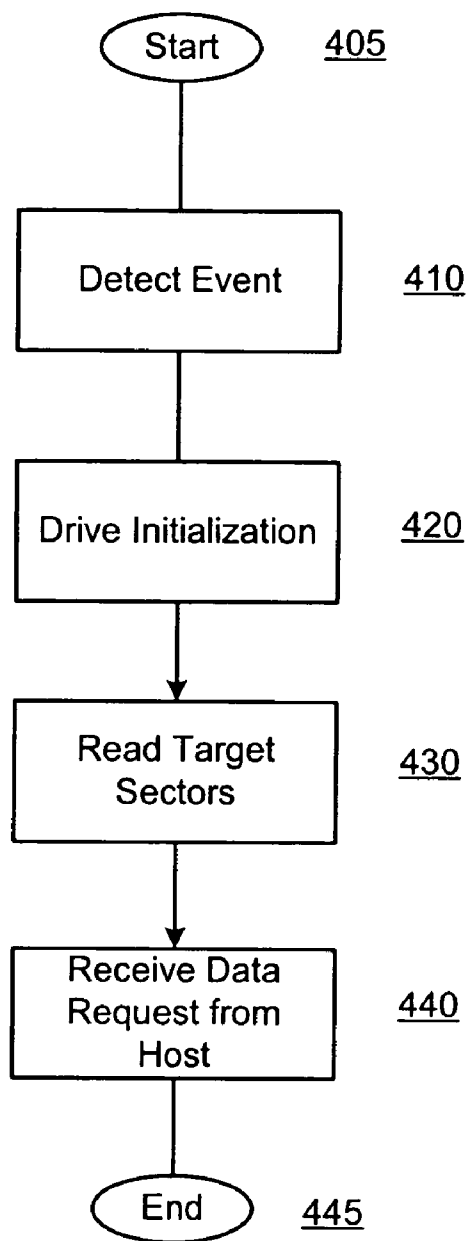 Start 405
Detect Event 410
Drive Initialization 420
Read Target
Sectors 430
Receive Data
Request from
Host 440
End 445